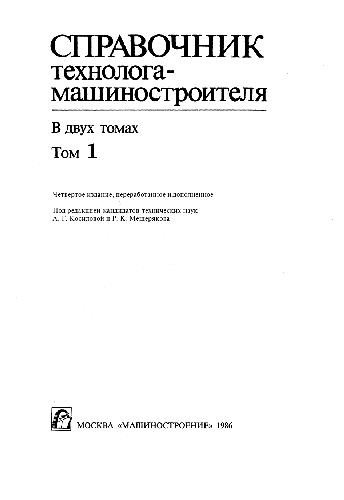 СПРАВОЧНИК
технолога-
машиностроителя
В двух томах
Том 1
Четвертое издание, переработанное и дополненное
Под редакцией кандидатов технических наук
А. Г. Косиловой и Р. К. Мещерякова
МОСКВА «МАШИНОСТРОЕНИЕ» 1986